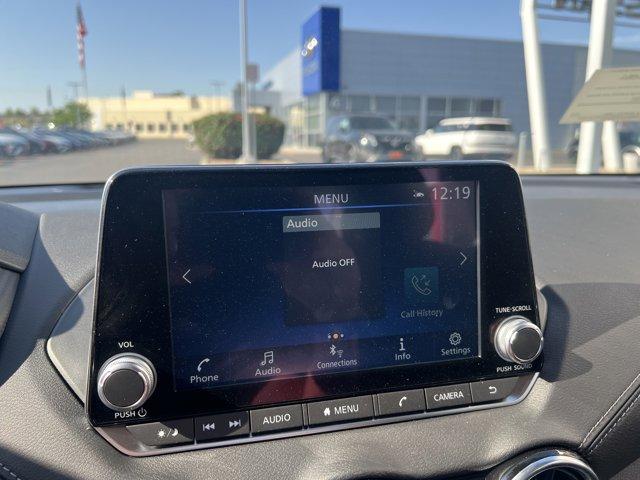 MENU
12:19
Audio
Audio OFF
Call History
Phone
Audio
Connections
Info
Settings
VOL
TUNE·SCROLL
PUSH
PUSH SOUND
AUDIO
MENU
CAMERA